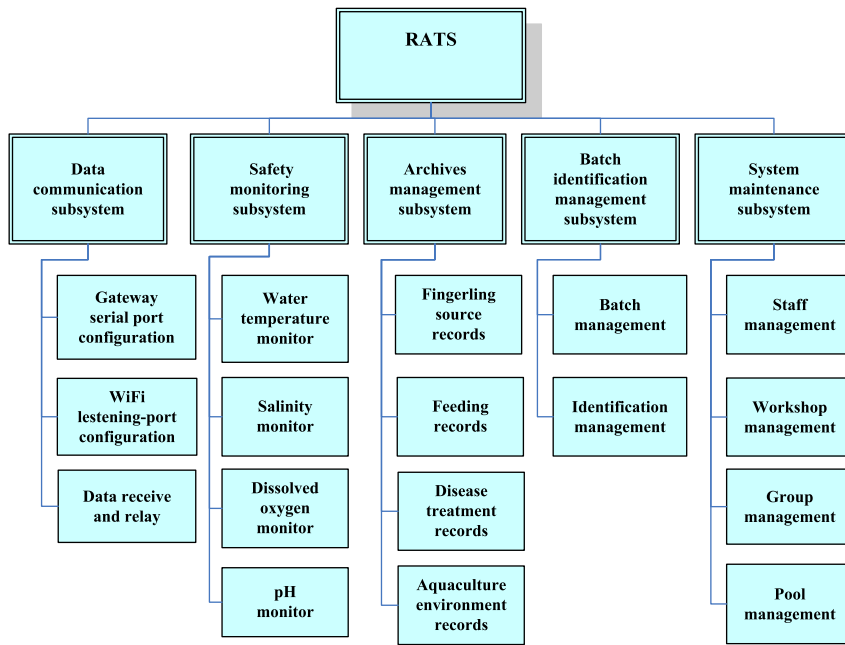 RATS
Data
communication
subsystem
Safety
monitoring
subsystem
Archives
management
subsystem
Batch
identification
management
subsystem
System
maintenance
subsystem
Gateway
serial port
configuration
WiFi
lestening-port
configuration
Data receive
and relay
Water
temperature
monitor
Salinity
monitor
Dissolved
oxygen
monitor
pH
monitor
Fingerling
source
records
Feeding
records
Disease
treatment
records
Aquaculture
environment
records
Batch
management
Identification
management
Staff
management
Workshop
management
Group
management
Pool
management